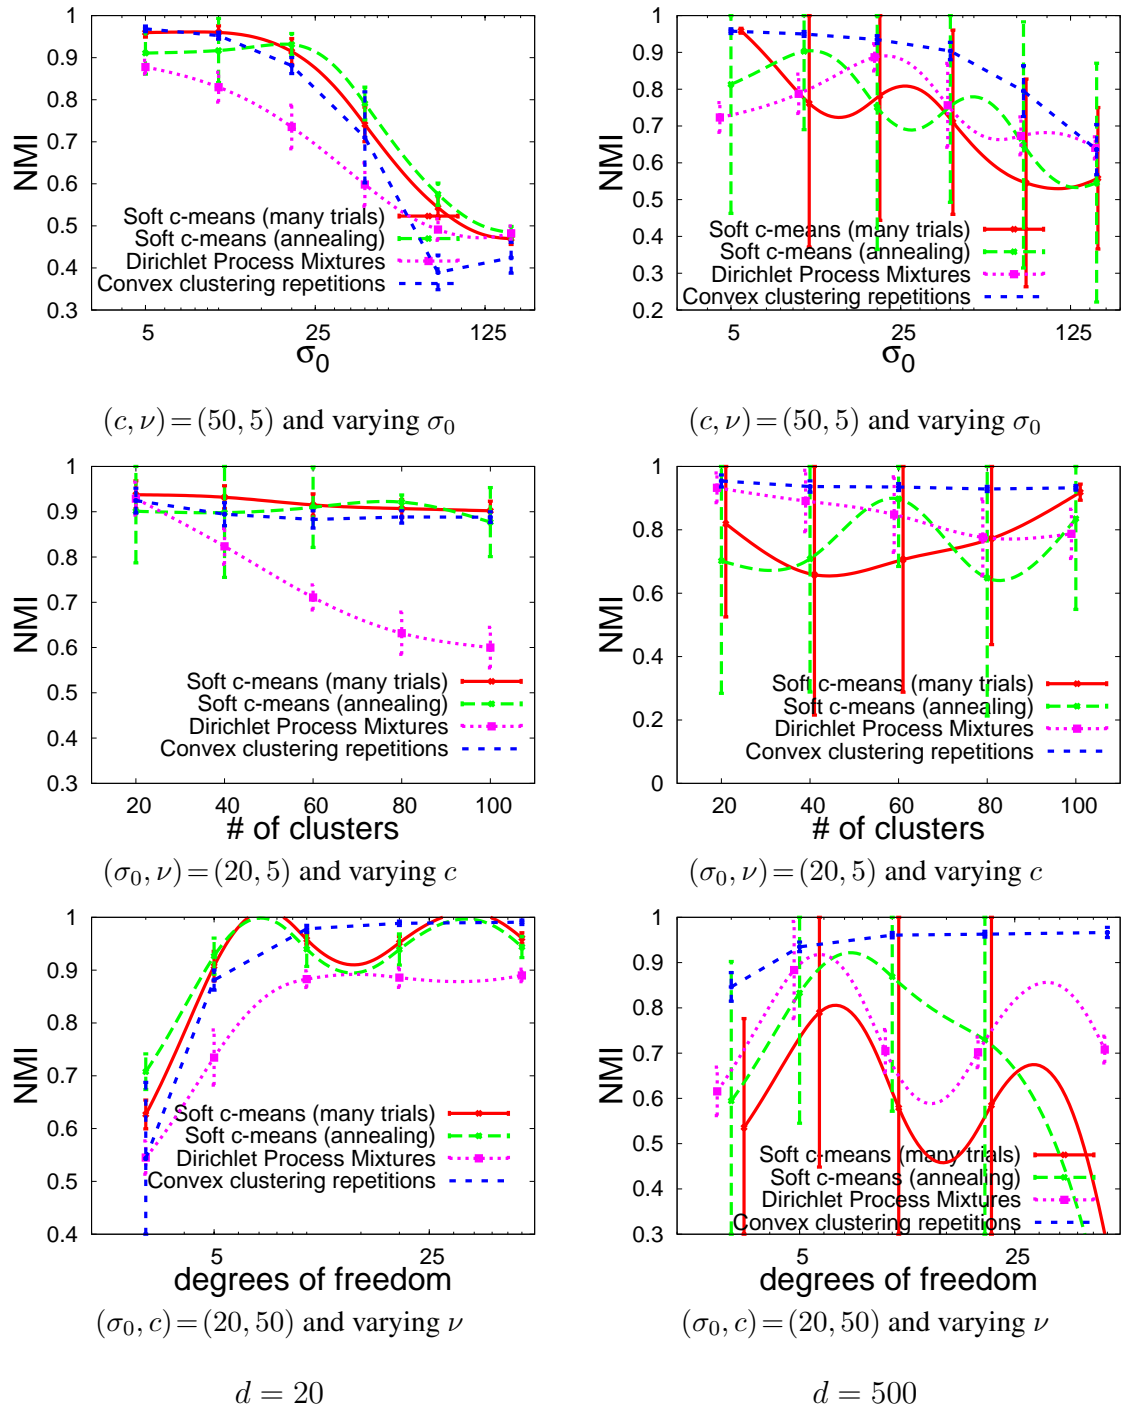 1
0.9
0.8
0.7
0.6
0.5
0.4
0.3
NMI
Soft c-means (many trials)
Soft c-means (annealing)
Dirichlet Process Mixtures
Convex clustering repetitions
5 25 125
σ0
(c, ν) = (50, 5) and varying σ0
1
0.9
0.8
0.7
0.6
0.5
0.4
0.3
0.2
NMI
Soft c-means (many trials)
Soft c-means (annealing)
Dirichlet Process Mixtures
Convex clustering repetitions
5 25 125
σ0
(c, ν) = (50, 5) and varying σ0
1
0.9
0.8
0.7
0.6
0.5
0.4
0.3
NMI
Soft c-means (many trials)
Soft c-means (annealing)
Dirichlet Process Mixtures
Convex clustering repetitions
20 40 60 80 100
# of clusters
(σ0, ν) = (20, 5) and varying c
1
0.8
0.6
0.4
0.2
0
NMI
Soft c-means (many trials)
Soft c-means (annealing)
Dirichlet Process Mixtures
Convex clustering repetitions
20 40 60 80 100
# of clusters
(σ0, ν) = (20, 5) and varying c
1
0.9
0.8
0.7
0.6
0.5
0.4
NMI
Soft c-means (many trials)
Soft c-means (annealing)
Dirichlet Process Mixtures
Convex clustering repetitions
5 25
degrees of freedom
(σ0, c) = (20, 50) and varying ν
1
0.9
0.8
0.7
0.6
0.5
0.4
0.3
NMI
Soft c-means (many trials)
Soft c-means (annealing)
Dirichlet Process Mixtures
Convex clustering repetitions
5 25
degrees of freedom
(σ0, c) = (20, 50) and varying ν
d = 20
d = 500